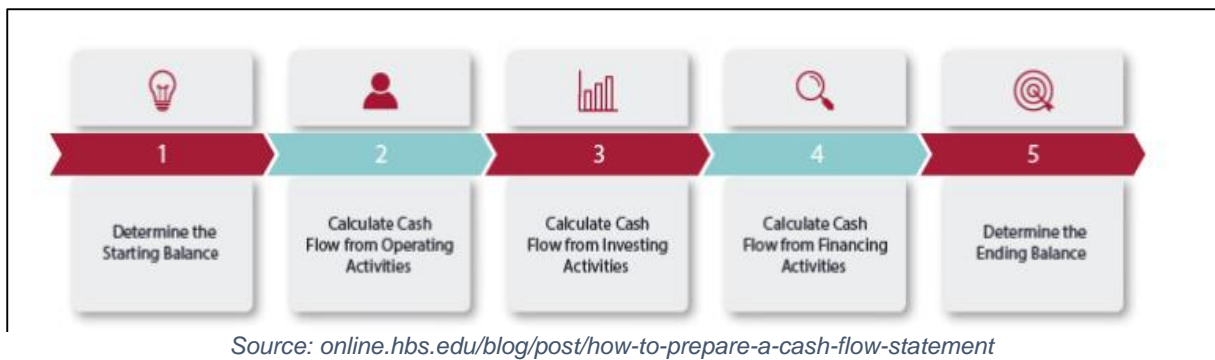 1
2
3
4
5
Determine the
Starting Balance
Calculate Cash
Flow from Operating
Activities
Calculate Cash
Flow from Investing
Activities
Calculate Cash
Flow from Financing
Activities
Determine the
Ending Balance
Source: online.hbs.edu/blog/post/how-to-prepare-a-cash-flow-statement